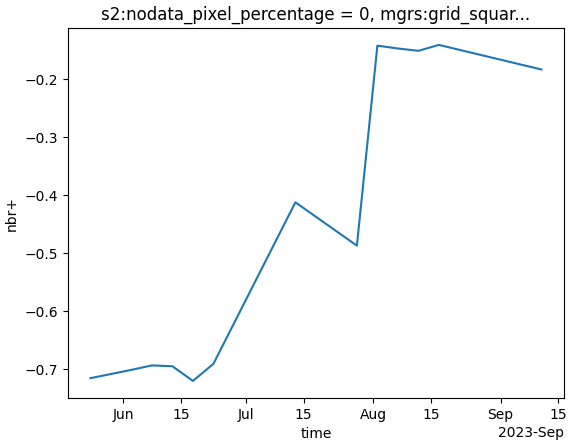 s2:nodata_pixel_percentage = 0, mgrs:grid_squar...
−0.2
−0.3
−0.4
−0.5
−0.6
−0.7
nbr+
Jun 15 Jul 15 Aug 15 Sep 15
2023-Sep
time